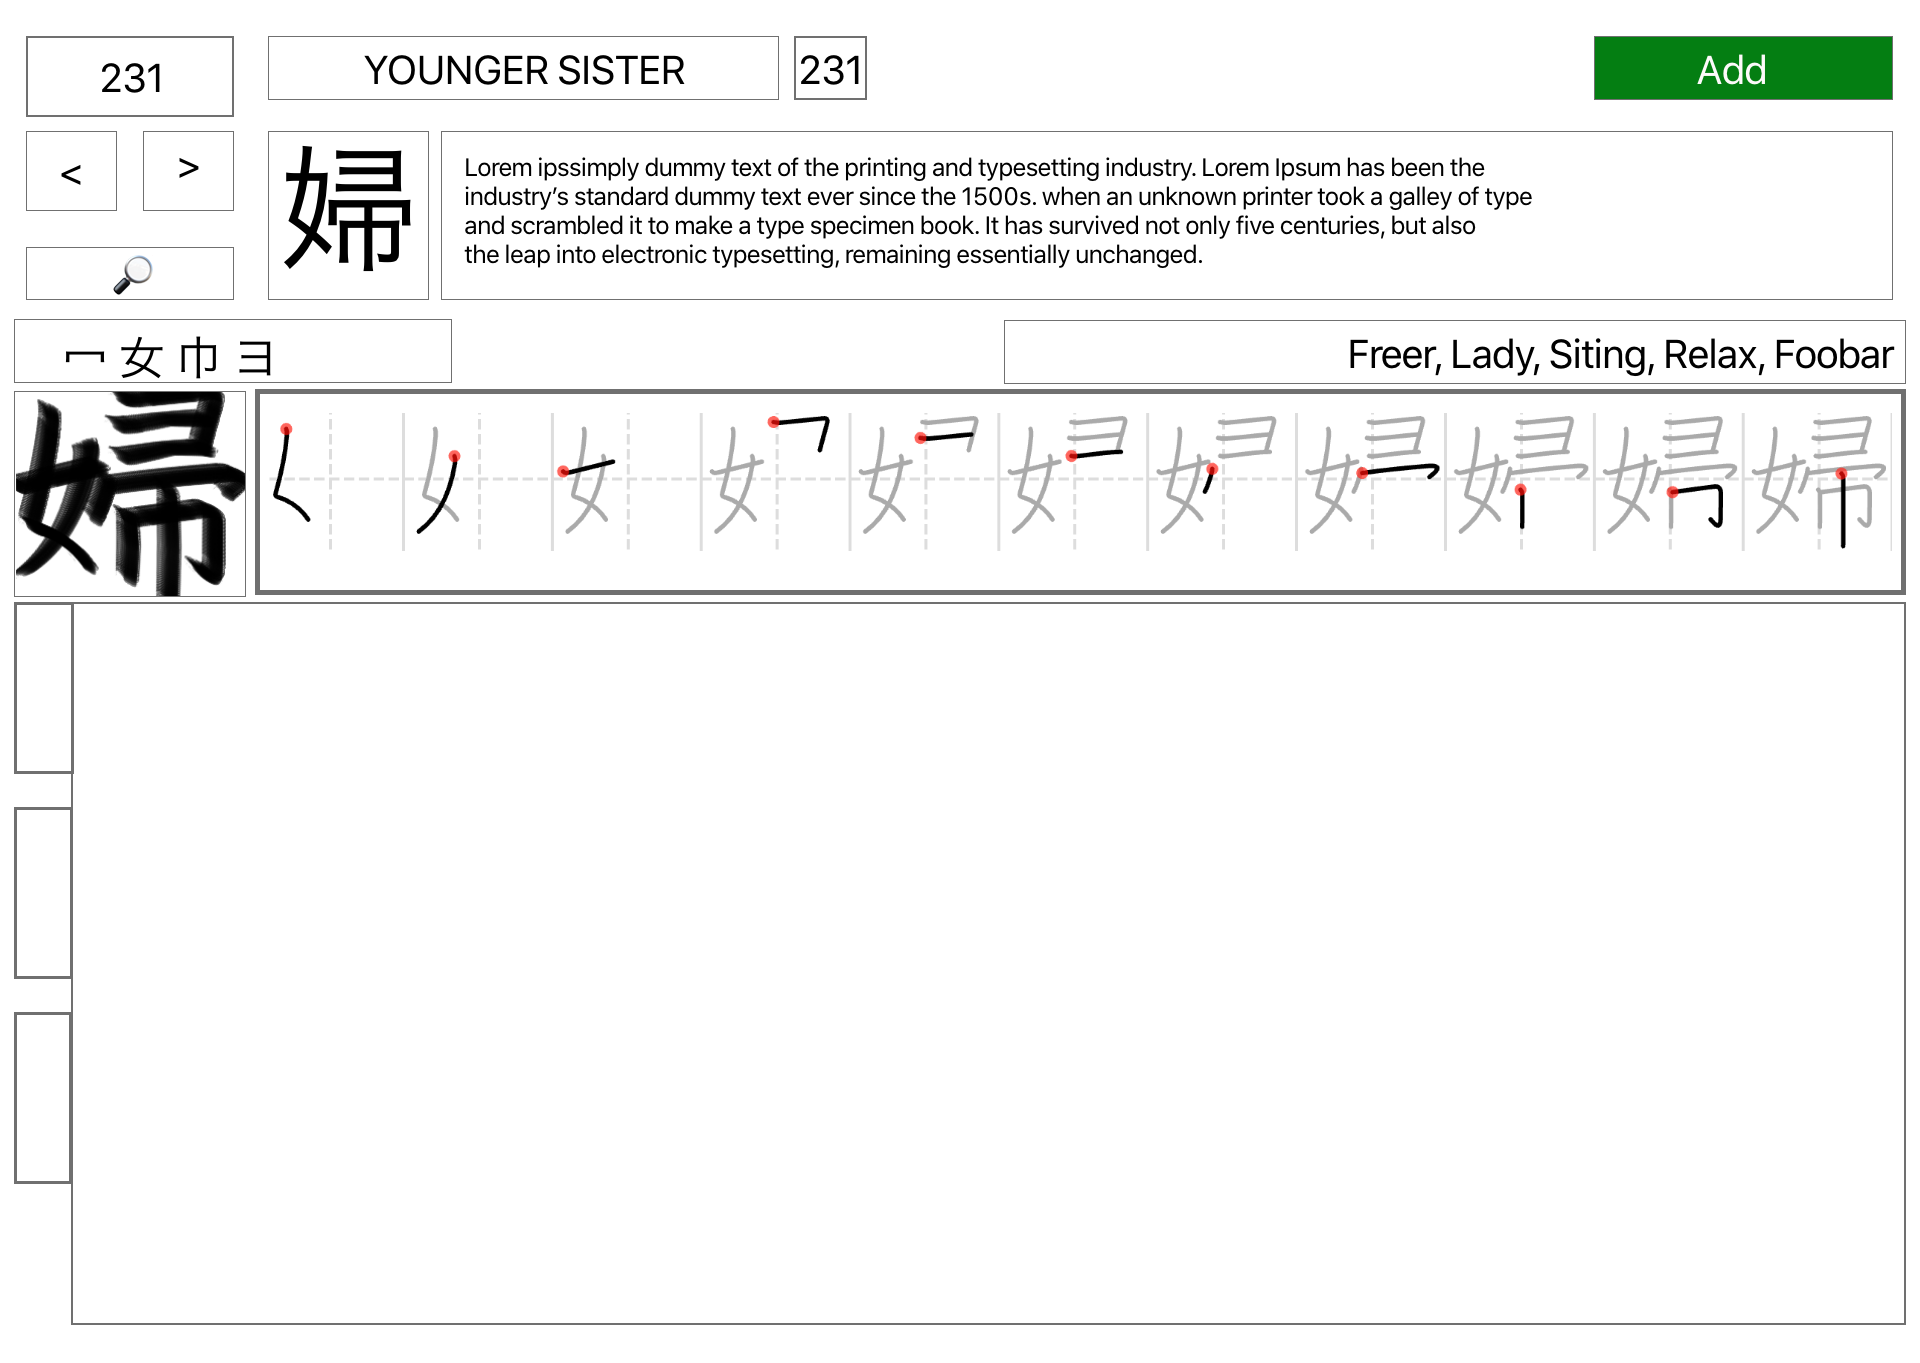 231
YOUNGER SISTER
231
Add
<
>
婦
Lorem ipssimply dummy text of the printing and typesetting industry. Lorem Ipsum has been the
industry’s standard dummy text ever since the 1500s. when an unknown printer took a galley of type
and scrambled it to make a type specimen book. It has survived not only five centuries, but also
the leap into electronic typesetting, remaining essentially unchanged.
冖 女 巾 ヨ
Freer, Lady, Siting, Relax, Foobar
婦